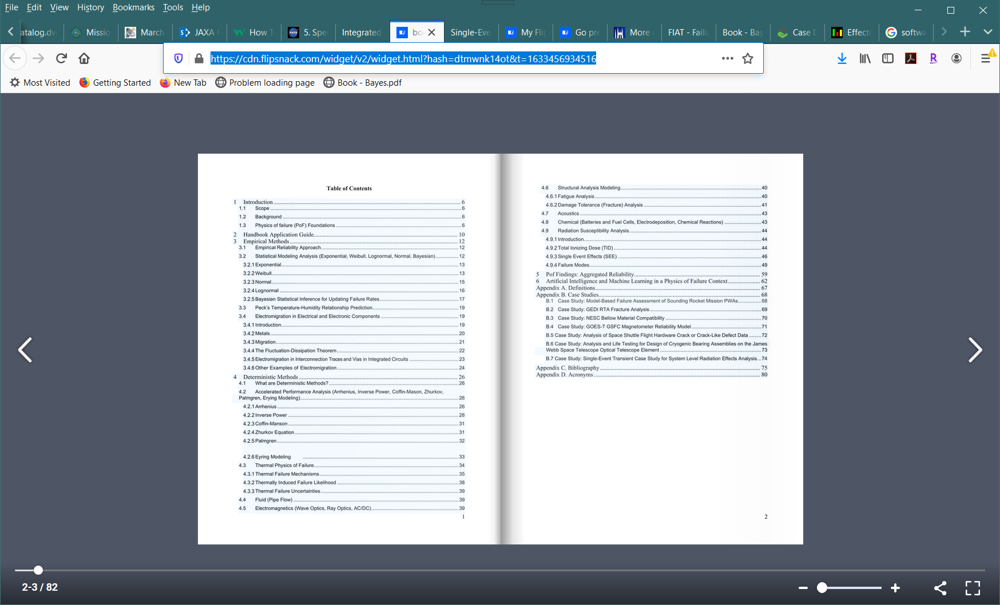 File Edit View History Bookmarks Tools Help
atalog.dv Missio March JAXA F How T 5. Spe Integrated bo Single-Eve My Fli Go pre More FIAT - Failu Book - Bay Case D Effecti softwa
https://cdn.flipsnack.com/widget/v2/widget.html?hash=dtmwnk14ot&t=1633456934516
Most Visited Getting Started New Tab Problem loading page Book - Bayes.pdf
Table of Contents
1 Introduction 6
1.1 Scope 6
1.2 Background 6
1.3 Physics of failure (PoF) Foundations 6
2 Handbook Application Guide 10
3 Empirical Methods 12
3.1 Empirical Reliability Approach 12
3.2 Statistical Modeling Analysis (Exponential, Weibull, Lognormal, Normal, Bayesian) 12
3.2.1 Exponential 13
3.2.2 Weibull 13
3.2.3 Normal 15
3.2.4 Lognormal 16
3.2.5 Bayesian Statistical Inference for Updating Failure Rates 17
3.3 Peck's Temperature-Humidity Relationship Prediction 19
3.4 Electromigration in Electrical and Electronic Components 19
3.4.1 Introduction 19
3.4.2 Metals 20
3.4.3 Migration 21
3.4.4 The Fluctuation-Dissipation Theorem 22
3.4.5 Electromigration in Interconnection Traces and Vias in Integrated Circuits 23
3.4.6 Other Examples of Electromigration 24
4 Deterministic Methods 26
4.1 What are Deterministic Methods? 26
4.2 Accelerated Performance Analysis (Arrhenius, Inverse Power, Coffin-Mason, Zhurkov,
Palmgren, Erying Modeling) 26
4.2.1 Arrhenius 26
4.2.2 Inverse Power 28
4.2.3 Coffin-Manson 31
4.2.4 Zhurkov Equation 31
4.2.5 Palmgren 32
4.2.6 Eyring Modeling 33
4.3 Thermal Physics of Failure 34
4.3.1 Thermal Failure Mechanisms 35
4.3.2 Thermally Induced Failure Likelihood 38
4.3.3 Thermal Failure Uncertainties 39
4.4 Fluid (Pipe Flow) 39
4.5 Electromagnetics (Wave Optics, Ray Optics, AC/DC) 39
1
4.6 Structural Analysis Modeling 40
4.6.1 Fatigue Analysis 40
4.6.2 Damage Tolerance (Fracture) Analysis 41
4.7 Acoustics 43
4.8 Chemical (Batteries and Fuel Cells, Electrodeposition, Chemical Reactions) 43
4.9 Radiation Susceptibility Analysis 44
4.9.1 Introduction 44
4.9.2 Total Ionizing Dose (TID) 44
4.9.3 Single Event Effects (SEE) 46
4.9.4 Failure Modes 49
5 Pof Findings: Aggregated Reliability 59
6 Artificial Intelligence and Machine Learning in a Physics of Failure Context 62
Appendix A. Definitions 67
Appendix B. Case Studies 68
B.1 Case Study: Model-Based Failure Assessment of Sounding Rocket Mission PWAs 68
B.2 Case Study: GEDI RTA Fracture Analysis 69
B.3 Case Study: NESC Bellow Material Compatibility 70
B.4 Case Study: GOES-T GSFC Magnetometer Reliability Model 71
B.5 Case Study: Analysis of Space Shuttle Flight Hardware Crack or Crack-Like Defect Data 72
B.6 Case Study: Analysis and Life Testing for Design of Cryogenic Bearing Assemblies on the James
Webb Space Telescope Optical Telescope Element 73
B.7 Case Study: Single-Event Transient Case Study for System Level Radiation Effects Analysis 74
Appendix C. Bibliography 75
Appendix D. Acronyms 80
2
2-3 / 82